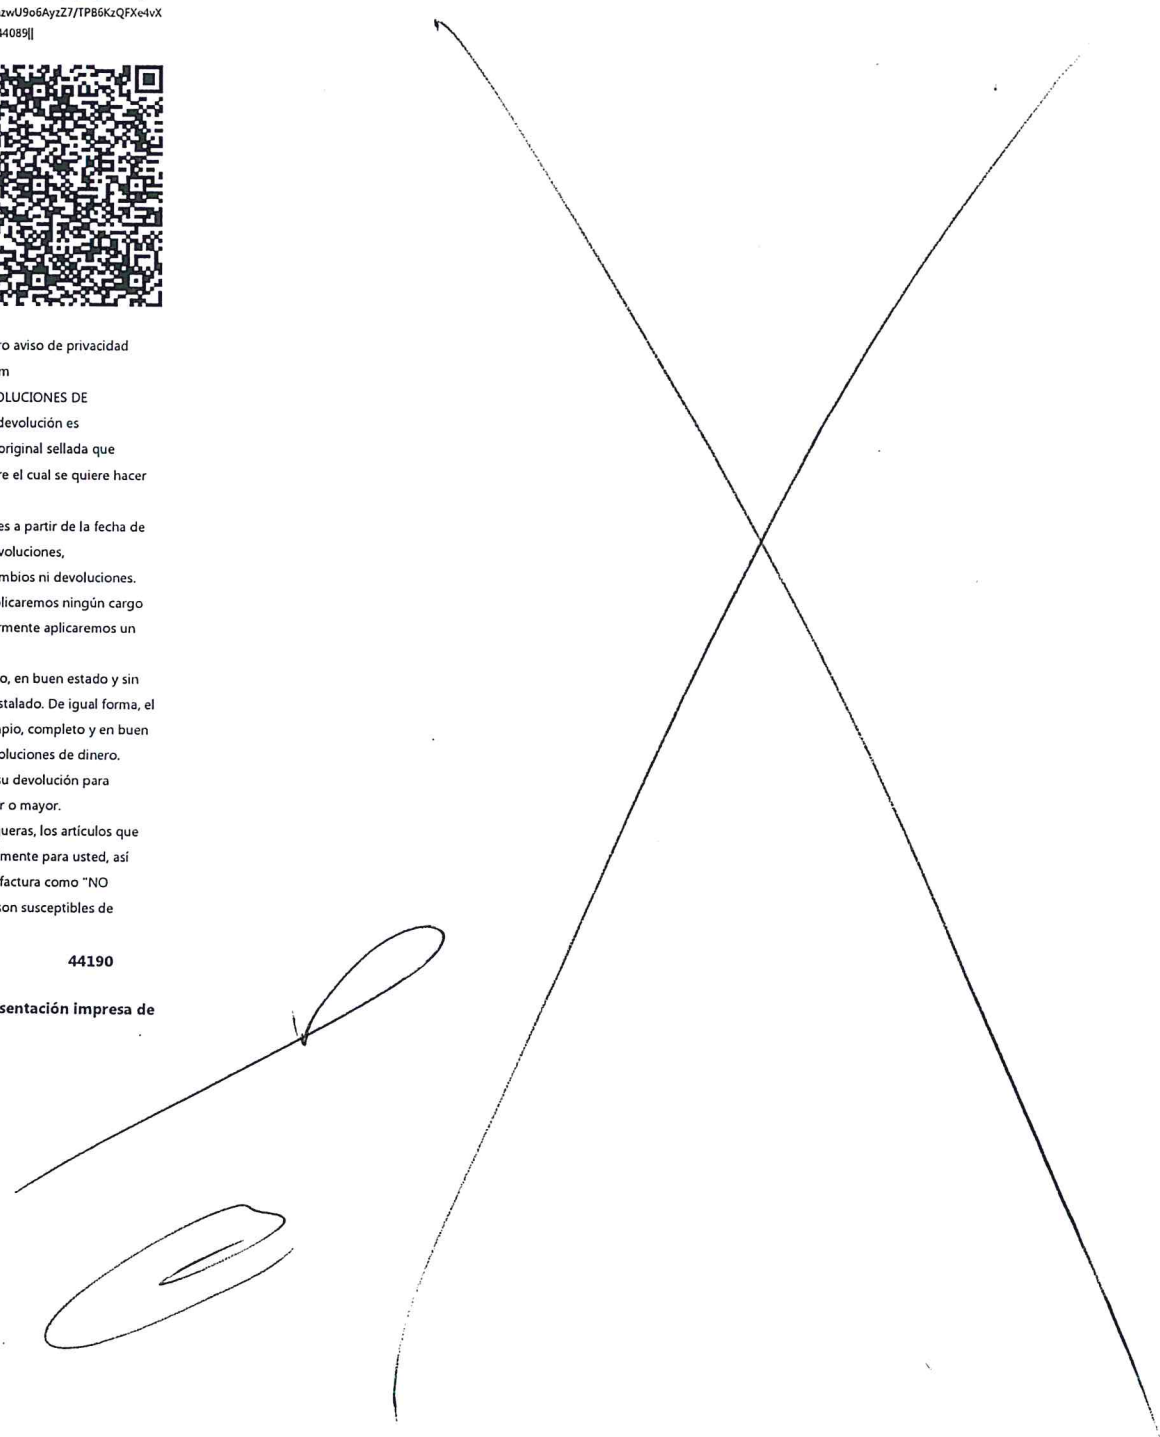 zwU9o6AyzZ7/TPB6KzQFXe4vX
44089||
ro aviso de privacidad
m
OLUCIONES DE
devolución es
original sellada que
re el cual se quiere hacer
es a partir de la fecha de
voluciones,
mbios ni devoluciones.
licaremos ningún cargo
rmente aplicaremos un
o, en buen estado y sin
stalado. De igual forma, el
pio, completo y en buen
oluciones de dinero.
su devolución para
r o mayor.
ueras, los artículos que
mente para usted, así
factura como "NO
son susceptibles de
44190
sentación impresa de